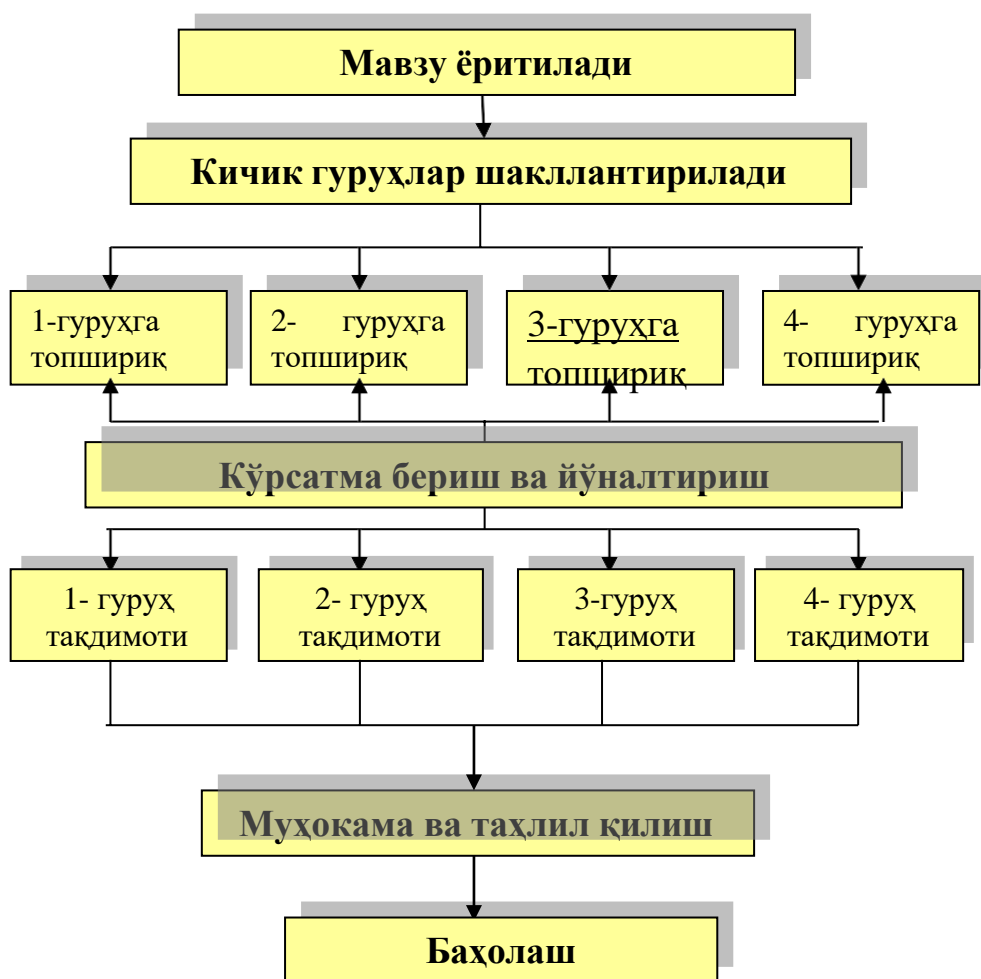 Мавзу ёритилади
Кичик гуруҳлар шакллантирилади
1-гуруҳга
топшириқ
2- гуруҳга
топшириқ
3-гуруҳга
топшириқ
4- гуруҳга
топшириқ
Кўрсатма бериш ва йўналтириш
1- гуруҳ
тақдимоти
2- гуруҳ
тақдимоти
3-гуруҳ
тақдимоти
4- гуруҳ
тақдимоти
Муҳокама ва таҳлил қилиш
Баҳолаш